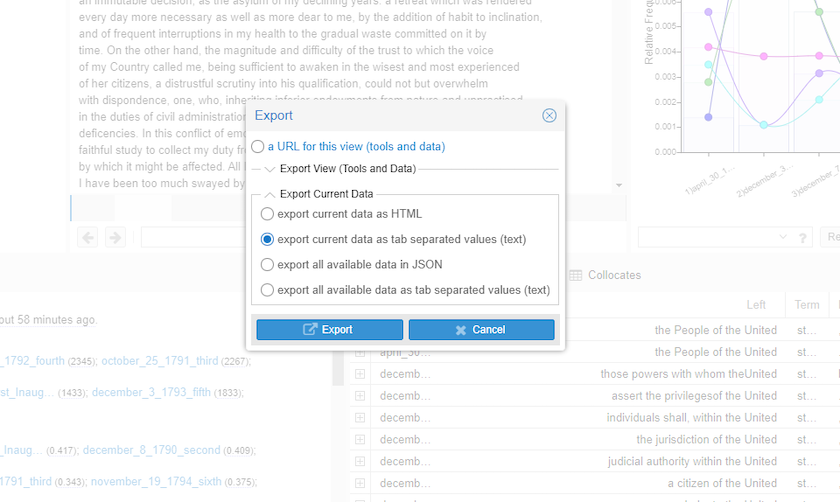 an immutable decision, as the asylum of my declining years: a retreat which was rendered
every day more necessary as well as more dear to me, by the addition of habit to inclination,
and of frequent interruptions in my health to the gradual waste committed on it by
time. On the other hand, the magnitude and difficulty of the trust to which the voice
of my Country called me, being sufficient to awaken in the wisest and most experienced
of her citizens, a distrustful scrutiny into his qualification, could not but overwhelm
with dispondence, one, who, inheriting inferior endowments from nature and unpractised
in the duties of civil administration
deficencies. In this conflict of emo
faithful study to collect my duty fr
by which it might be affected. All I
I have been too much swayed by
Relative Freq
0.006
0.005
0.004
0.003
0.002
0.001
0.000
1)april_30_1...
2)december_3...
3)december_...
?
Re
Export
a URL for this view (tools and data)
Export View (Tools and Data)
Export Current Data
export current data as HTML
export current data as tab separated values (text)
export all available data in JSON
export all available data as tab separated values (text)
Export
Cancel
out 58 minutes ago.
_1792_fourth (2345); october_25_1791_third (2267);
st_Inaug... (1433); december_3_1793_fifth (1833);
_Inaug... (0.417); december_8_1790_second (0.409);
1791_third (0.343); november_19_1794_sixth (0.375);
Collocates
Left Term
the People of the United st...
april_30... the People of the United st...
decemb... those powers with whom theUnited st...
decemb... assert the privilegesof the United st...
decemb... individuals shall, within the United st...
decemb... the jurisdiction of the United st...
decemb... judicial authority within the United st...
decemb... a citizen of the United st...